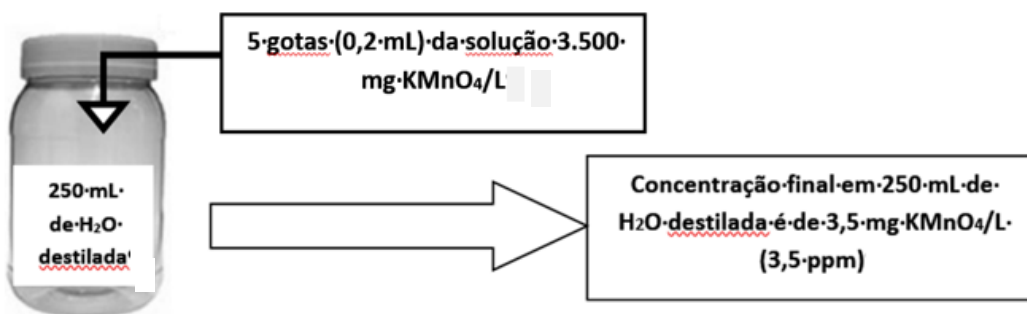 5·gotas·(0,2·mL)·da·solução·3.500·
mg·KMnO₄/L
250·mL·
de·H₂O·
destilada
Concentração·final·em·250·mL·de·
H₂O·destilada·é·de·3,5·mg·KMnO₄/L·
(3,5·ppm)